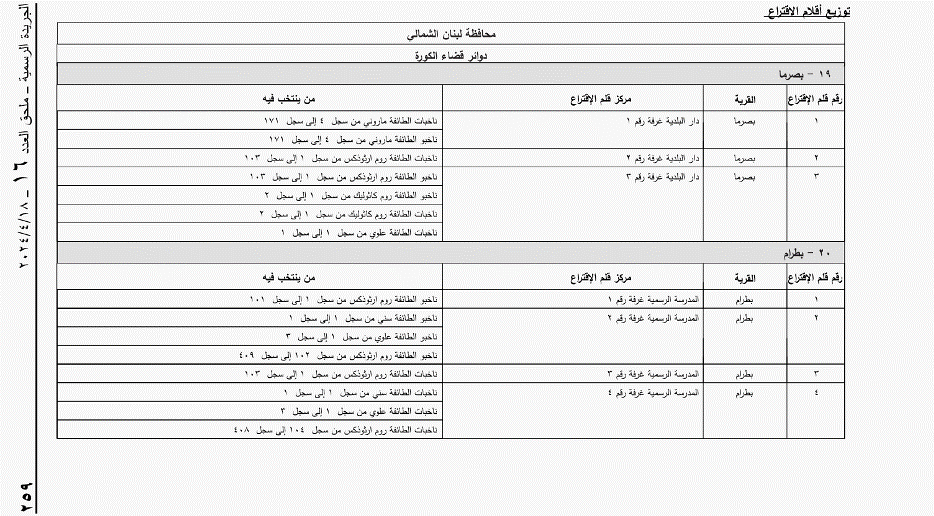 توزيع أقلام الاقتراع
محافظة لبنان الشمالي
دوائر قضاء الكورة
١٩ - بصرما
رقم قلم الإقتراع القرية مركز قلم الإقتراع من ينتخب فيه
١ بصرما دار البلدية غرفة رقم ١ ناخبات الطائفة ماروني من سجل ٤ إلى سجل ١٧١
ناخبو الطائفة ماروني من سجل ٤ إلى سجل ١٧١
٢ بصرما دار البلدية غرفة رقم ٢ ناخبات الطائفة روم ارثوذكس من سجل ١ إلى سجل ١٠٣
٣ بصرما دار البلدية غرفة رقم ٣ ناخبو الطائفة روم ارثوذكس من سجل ١ إلى سجل ١٠٣
ناخبو الطائفة روم كاثوليك من سجل ١ إلى سجل ٢
ناخبات الطائفة روم كاثوليك من سجل ١ إلى سجل ٢
ناخبات الطائفة علوي من سجل ١ إلى سجل ١
٢٠ - بطرام
رقم قلم الإقتراع القرية مركز قلم الإقتراع من ينتخب فيه
١ بطرام المدرسة الرسمية غرفة رقم ١ ناخبو الطائفة روم ارثوذكس من سجل ١ إلى سجل ١٠١
٢ بطرام المدرسة الرسمية غرفة رقم ٢ ناخبو الطائفة سني من سجل ١ إلى سجل ١
ناخبو الطائفة علوي من سجل ١ إلى سجل ٣
ناخبو الطائفة روم ارثوذكس من سجل ١٠٢ إلى سجل ٤٠٩
٣ بطرام المدرسة الرسمية غرفة رقم ٣ ناخبات الطائفة روم ارثوذكس من سجل ١ إلى سجل ١٠٣
٤ بطرام المدرسة الرسمية غرفة رقم ٤ ناخبات الطائفة سني من سجل ١ إلى سجل ١
ناخبات الطائفة علوي من سجل ١ إلى سجل ٣
ناخبات الطائفة روم ارثوذكس من سجل ١٠٤ إلى سجل ٤٠٨
الجريدة الرسمية - ملحق العدد ١٦ - ٢٠٢٤/٤/١٨
٢٥٩